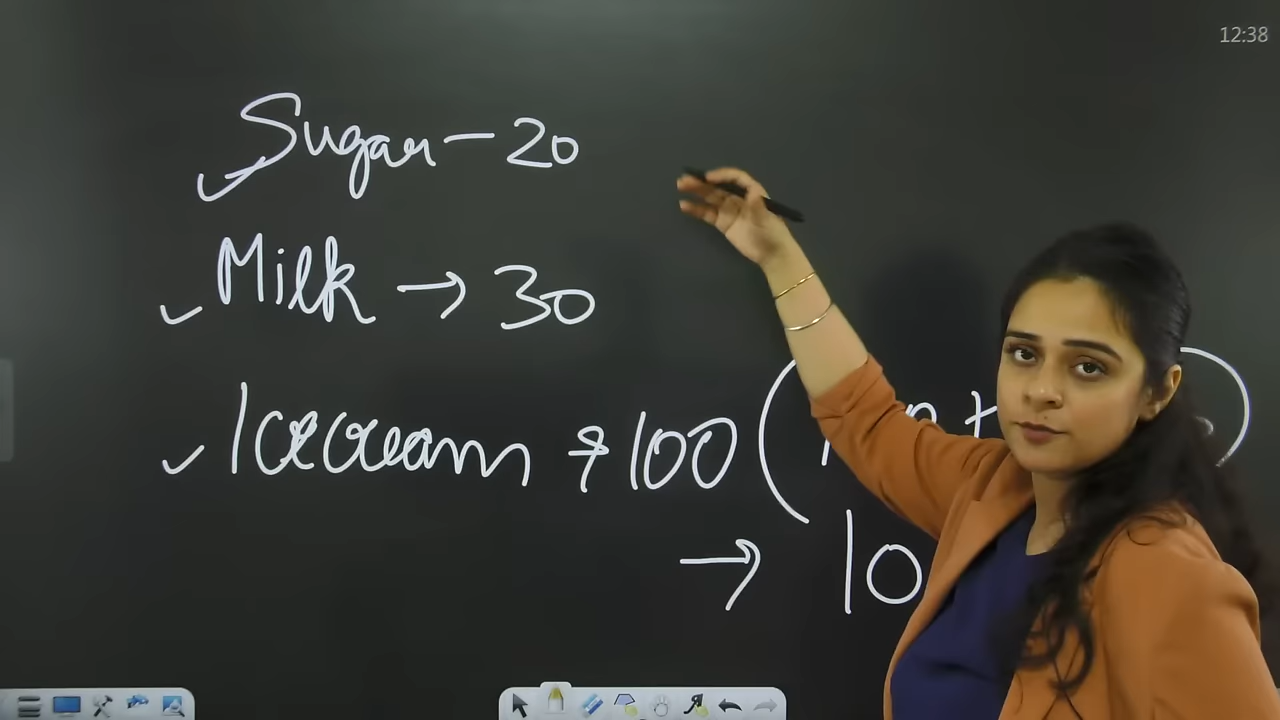 12:38
Sugar - 20
Milk → 30
Icecream → 100 (
→ 10